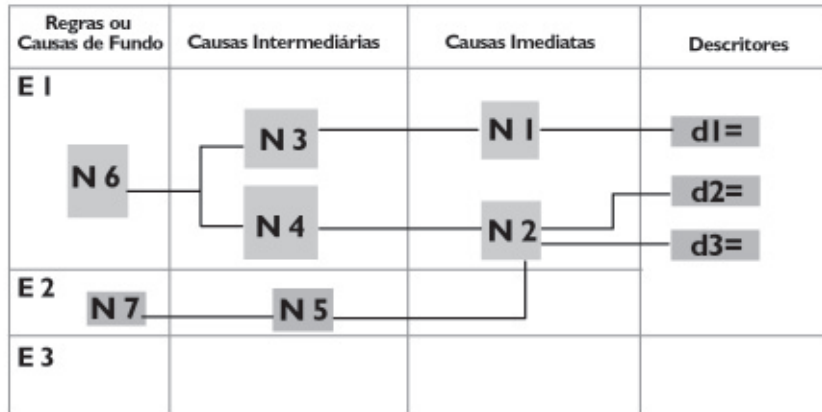 Regras ou
Causas de Fundo
Causas Intermediárias
Causas Imediatas
Descritores
E 1
N 3
N 1
d1=
N 6
d2=
N 4
N 2
d3=
E 2
N 7
N 5
E 3